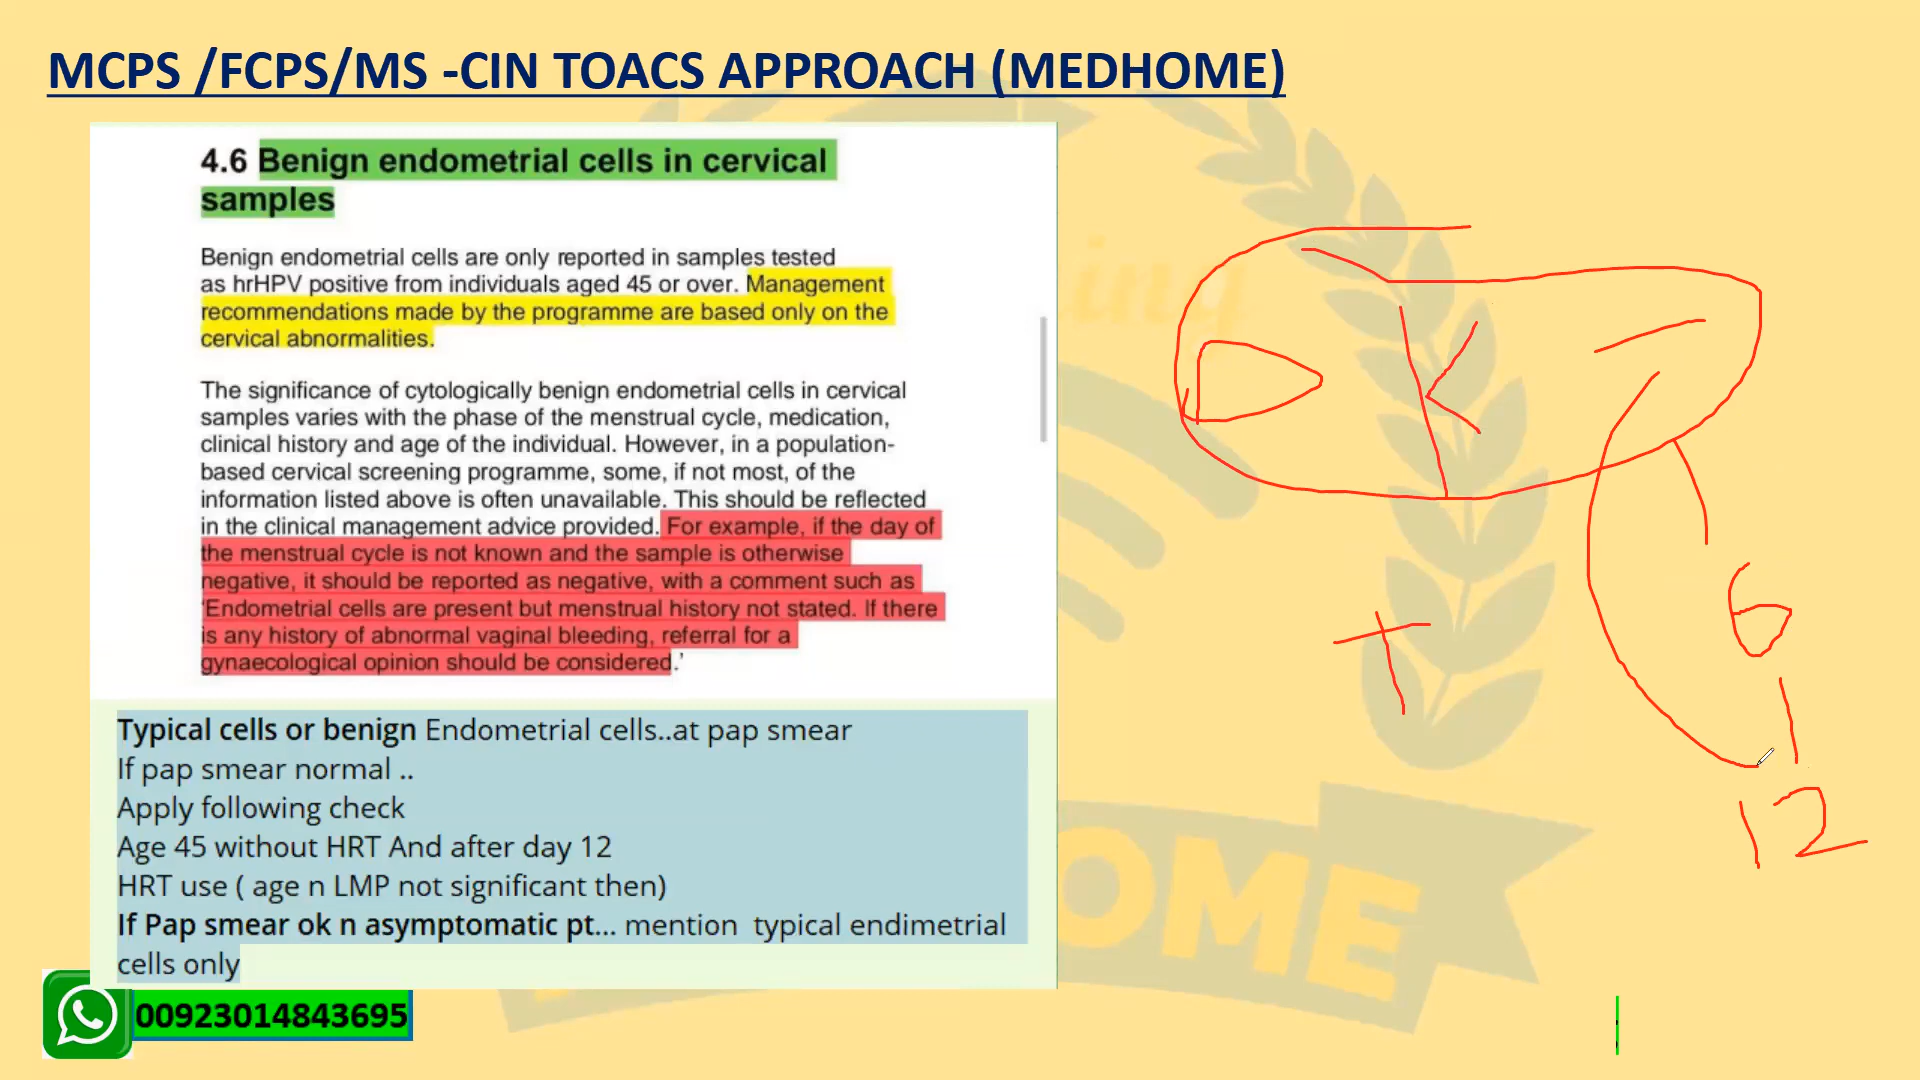 MCPS /FCPS/MS -CIN TOACS APPROACH (MEDHOME)
4.6 Benign endometrial cells in cervical
samples
Benign endometrial cells are only reported in samples tested
as hrHPV positive from individuals aged 45 or over. Management
recommendations made by the programme are based only on the
cervical abnormalities.
The significance of cytologically benign endometrial cells in cervical
samples varies with the phase of the menstrual cycle, medication,
clinical history and age of the individual. However, in a population-
based cervical screening programme, some, if not most, of the
information listed above is often unavailable. This should be reflected
in the clinical management advice provided. For example, if the day of
the menstrual cycle is not known and the sample is otherwise
negative, it should be reported as negative, with a comment such as
'Endometrial cells are present but menstrual history not stated. If there
is any history of abnormal vaginal bleeding, referral for a
gynaecological opinion should be considered.'
Typical cells or benign Endometrial cells..at pap smear
If pap smear normal ..
Apply following check
Age 45 without HRT And after day 12
HRT use ( age n LMP not significant then)
If Pap smear ok n asymptomatic pt... mention typical endimetrial
cells only
00923014843695
6
12
OME